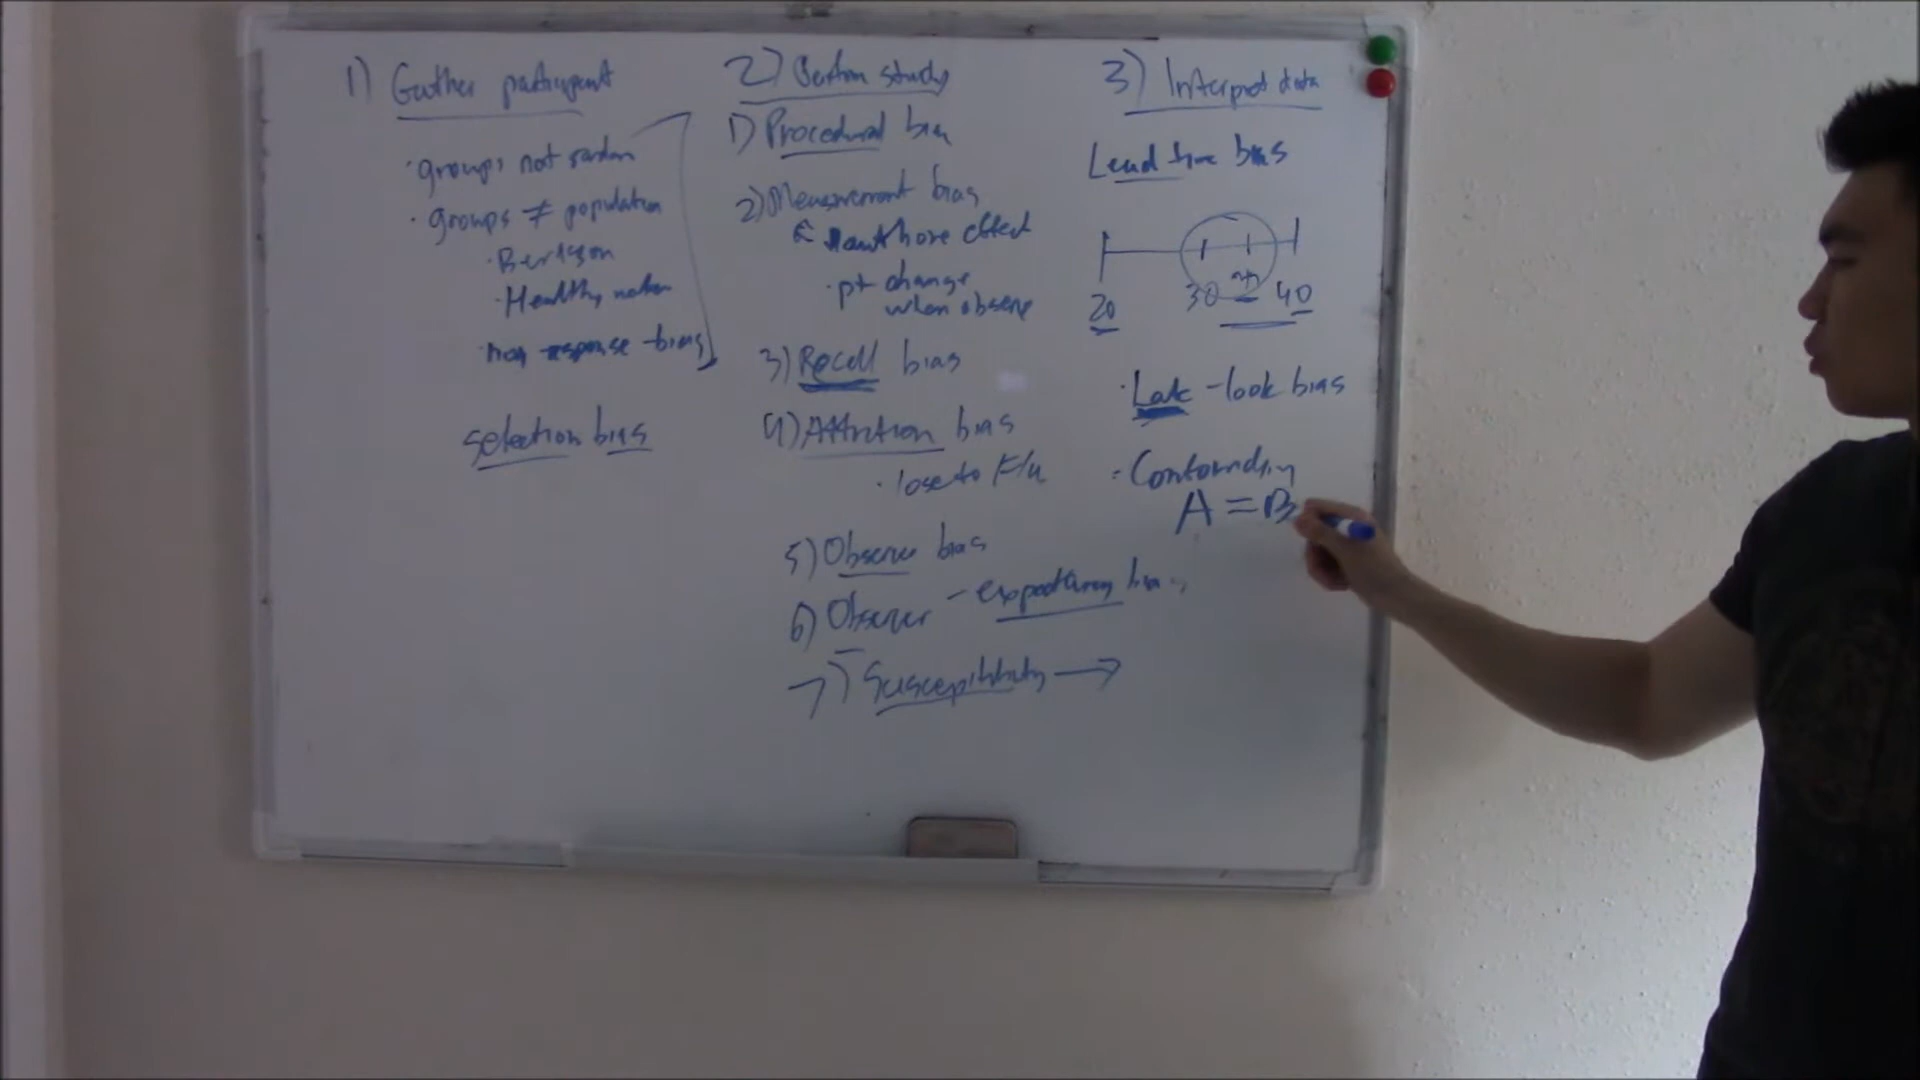 1) Gather participant
· groups not random
· groups ≠ population
· Berkson
· Healthy worker
· non response bias
selection bias
2) Perform study
1) Procedural bias
2) Measurement bias
Hawthorne effect
· pt change
when observe
3) Recall bias
4) Attrition bias
· lose to F/u
5) Observer bias
6) Observer - expectancy bias
7) Susceptibility →
3) Interpret data
Lead time bias
20 30 40
· Late-look bias
· Confounding
A = B